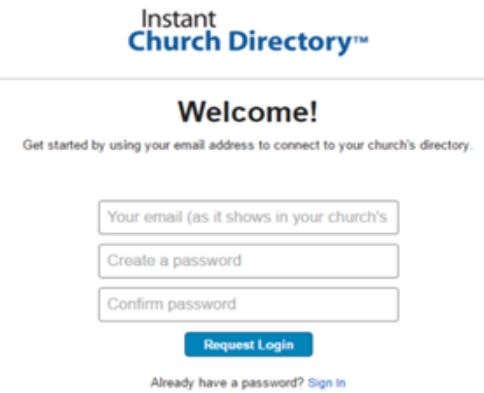 Instant
Church Directory™
Welcome!
Get started by using your email address to connect to your church's directory.
Your email (as it shows in your church's
Create a password
Confirm password
Request Login
Already have a password? Sign In